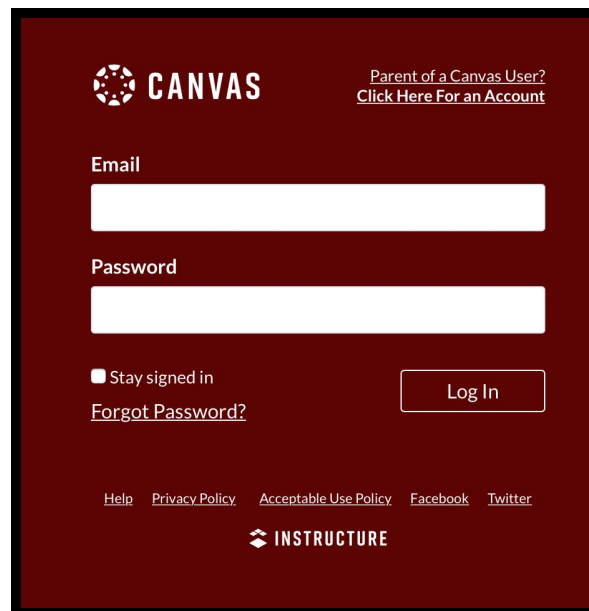 CANVAS
Parent of a Canvas User?
Click Here For an Account
Email
Password
Stay signed in
Log In
Forgot Password?
Help Privacy Policy Acceptable Use Policy Facebook Twitter
INSTRUCTURE